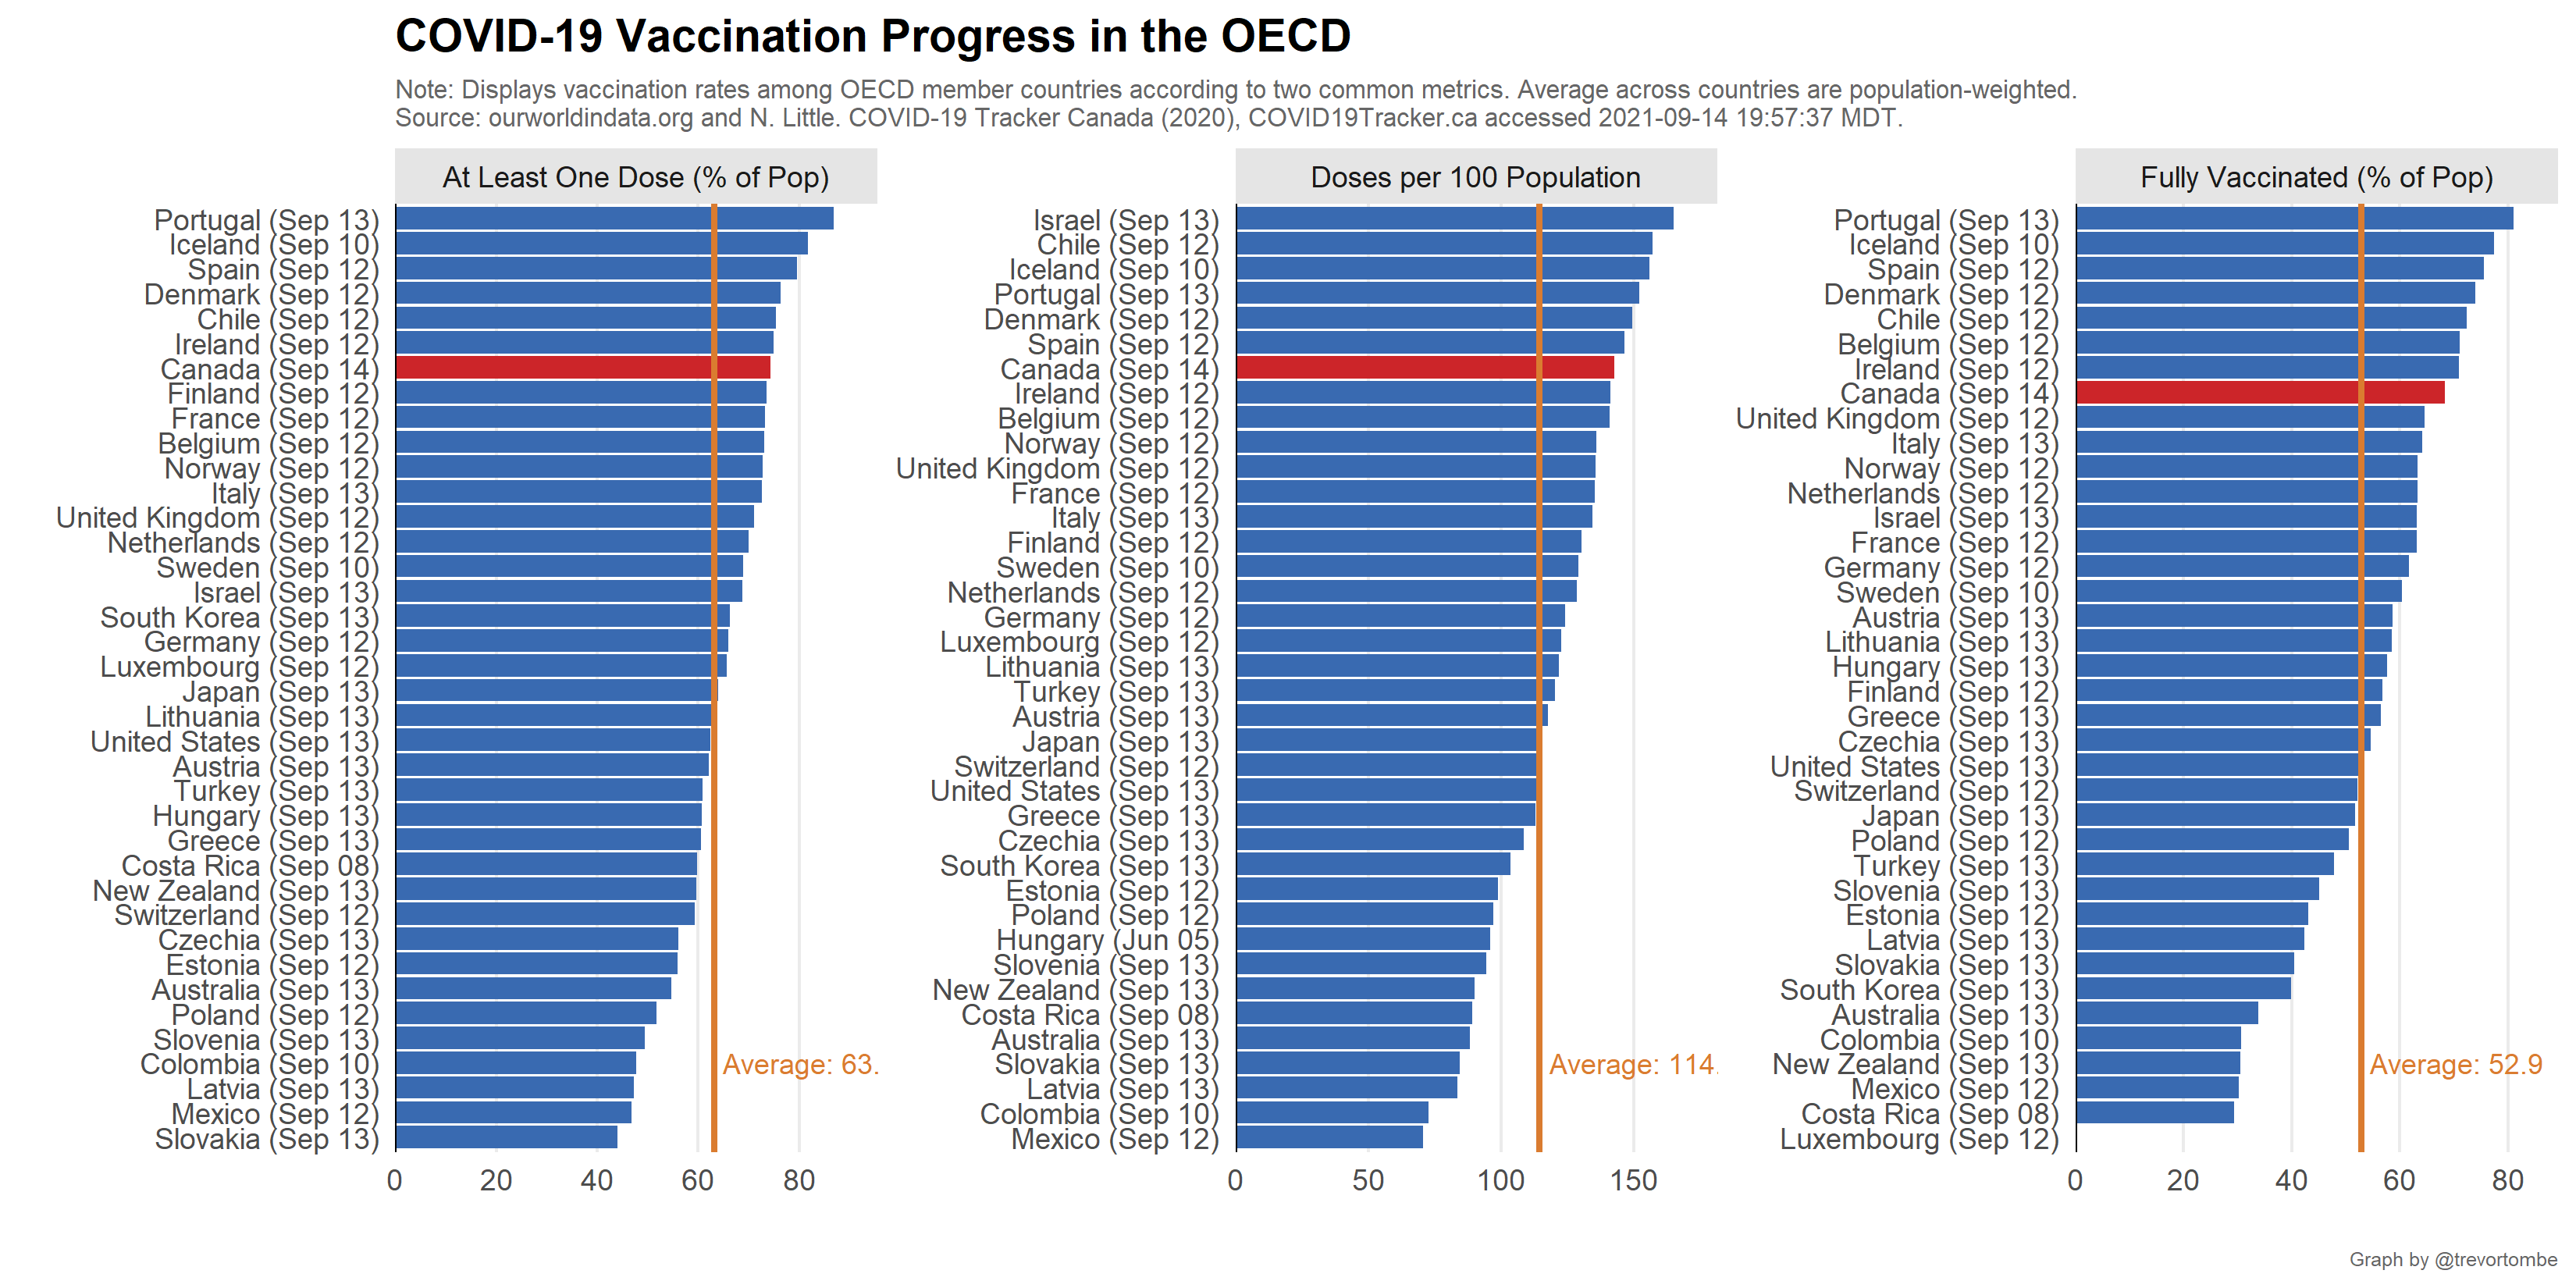 COVID-19 Vaccination Progress in the OECD
Note: Displays vaccination rates among OECD member countries according to two common metrics. Average across countries are population-weighted.
Source: ourworldindata.org and N. Little. COVID-19 Tracker Canada (2020), COVID19Tracker.ca accessed 2021-09-14 19:57:37 MDT.
At Least One Dose (% of Pop)
Portugal (Sep 13)
Iceland (Sep 10)
Spain (Sep 12)
Denmark (Sep 12)
Chile (Sep 12)
Ireland (Sep 12)
Canada (Sep 14)
Finland (Sep 12)
France (Sep 12)
Belgium (Sep 12)
Norway (Sep 12)
Italy (Sep 13)
United Kingdom (Sep 12)
Netherlands (Sep 12)
Sweden (Sep 10)
Israel (Sep 13)
South Korea (Sep 13)
Germany (Sep 12)
Luxembourg (Sep 12)
Japan (Sep 13)
Lithuania (Sep 13)
United States (Sep 13)
Austria (Sep 13)
Turkey (Sep 13)
Hungary (Sep 13)
Greece (Sep 13)
Costa Rica (Sep 08)
New Zealand (Sep 13)
Switzerland (Sep 12)
Czechia (Sep 13)
Estonia (Sep 12)
Australia (Sep 13)
Poland (Sep 12)
Slovenia (Sep 13)
Colombia (Sep 10)
Latvia (Sep 13)
Mexico (Sep 12)
Slovakia (Sep 13)
Average: 63.
0 20 40 60 80
Doses per 100 Population
Israel (Sep 13)
Chile (Sep 12)
Iceland (Sep 10)
Portugal (Sep 13)
Denmark (Sep 12)
Spain (Sep 12)
Canada (Sep 14)
Ireland (Sep 12)
Belgium (Sep 12)
Norway (Sep 12)
United Kingdom (Sep 12)
France (Sep 12)
Italy (Sep 13)
Finland (Sep 12)
Sweden (Sep 10)
Netherlands (Sep 12)
Germany (Sep 12)
Luxembourg (Sep 12)
Lithuania (Sep 13)
Turkey (Sep 13)
Austria (Sep 13)
Japan (Sep 13)
Switzerland (Sep 12)
United States (Sep 13)
Greece (Sep 13)
Czechia (Sep 13)
South Korea (Sep 13)
Estonia (Sep 12)
Poland (Sep 12)
Hungary (Jun 05)
Slovenia (Sep 13)
New Zealand (Sep 13)
Costa Rica (Sep 08)
Australia (Sep 13)
Slovakia (Sep 13)
Latvia (Sep 13)
Colombia (Sep 10)
Mexico (Sep 12)
Average: 114.
0 50 100 150
Fully Vaccinated (% of Pop)
Portugal (Sep 13)
Iceland (Sep 10)
Spain (Sep 12)
Denmark (Sep 12)
Chile (Sep 12)
Belgium (Sep 12)
Ireland (Sep 12)
Canada (Sep 14)
United Kingdom (Sep 12)
Italy (Sep 13)
Norway (Sep 12)
Netherlands (Sep 12)
Israel (Sep 13)
France (Sep 12)
Germany (Sep 12)
Sweden (Sep 10)
Austria (Sep 13)
Lithuania (Sep 13)
Hungary (Sep 13)
Finland (Sep 12)
Greece (Sep 13)
Czechia (Sep 13)
United States (Sep 13)
Switzerland (Sep 12)
Japan (Sep 13)
Poland (Sep 12)
Turkey (Sep 13)
Slovenia (Sep 13)
Estonia (Sep 12)
Latvia (Sep 13)
Slovakia (Sep 13)
South Korea (Sep 13)
Australia (Sep 13)
Colombia (Sep 10)
New Zealand (Sep 13)
Mexico (Sep 12)
Costa Rica (Sep 08)
Luxembourg (Sep 12)
Average: 52.9
0 20 40 60 80
Graph by @trevortombe